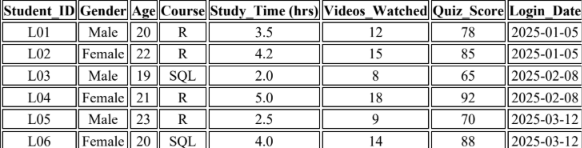 Student_ID Gender Age Course Study_Time (hrs) Videos_Watched Quiz_Score Login_Date
L01 Male 20 R 3.5 12 78 2025-01-05
L02 Female 22 R 4.2 15 85 2025-01-05
L03 Male 19 SQL 2.0 8 65 2025-02-08
L04 Female 21 R 5.0 18 92 2025-02-08
L05 Male 23 R 2.5 9 70 2025-03-12
L06 Female 20 SQL 4.0 14 88 2025-03-12